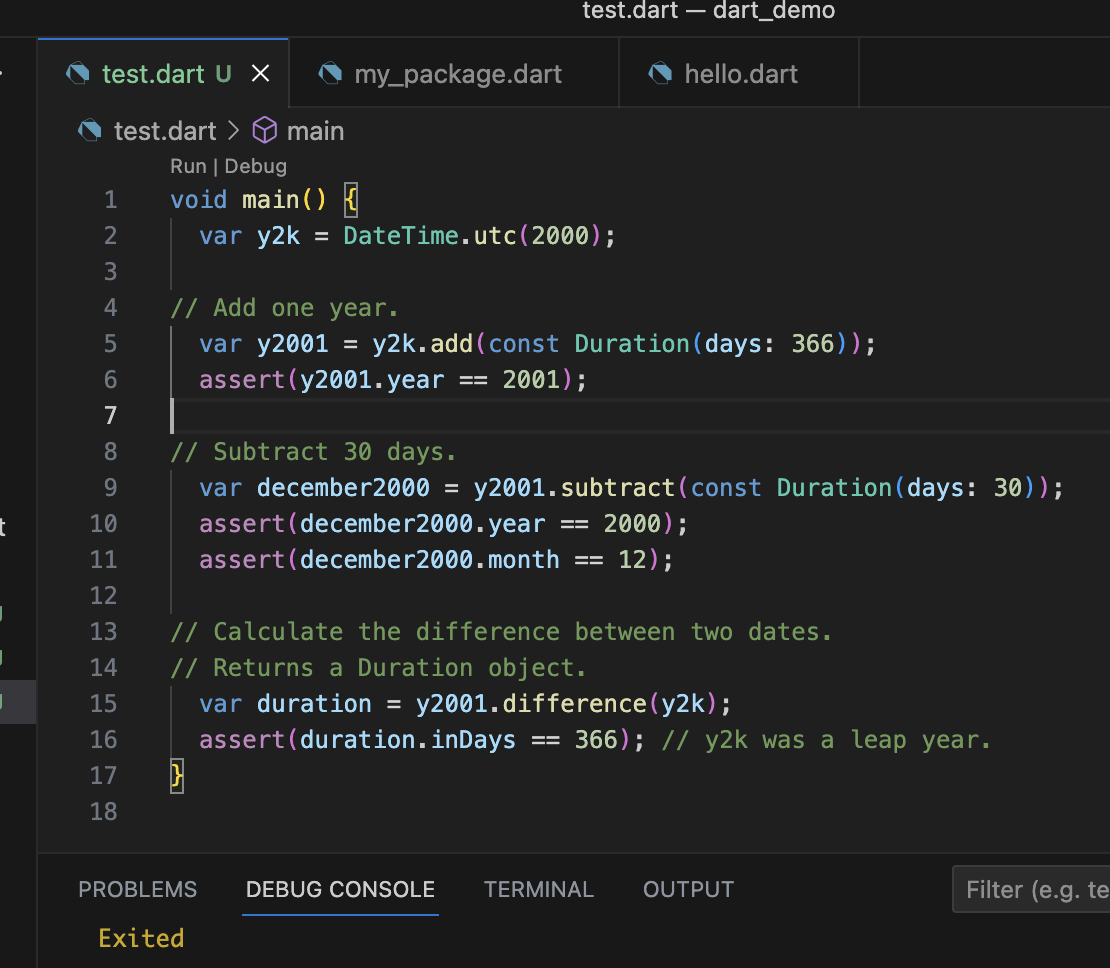 test.dart — dart_demo
test.dart U
my_package.dart
hello.dart
test.dart > main
Run | Debug
1 void main() {
2   var y2k = DateTime.utc(2000);
3
4 // Add one year.
5   var y2001 = y2k.add(const Duration(days: 366));
6   assert(y2001.year == 2001);
7
8 // Subtract 30 days.
9   var december2000 = y2001.subtract(const Duration(days: 30));
10   assert(december2000.year == 2000);
11   assert(december2000.month == 12);
12
13 // Calculate the difference between two dates.
14 // Returns a Duration object.
15   var duration = y2001.difference(y2k);
16   assert(duration.inDays == 366); // y2k was a leap year.
17 }
18
PROBLEMS
DEBUG CONSOLE
TERMINAL
OUTPUT
Filter (e.g. te
Exited